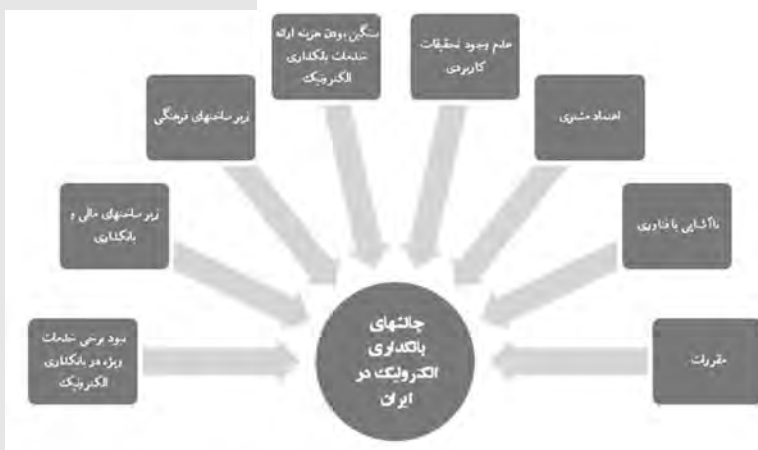 سنگین بودن هزینه ارائه
خدمات بانکداری
الکترونیک
عدم وجود تحقیقات
کاربردی
زیر ساختهای فرهنگی
اعتماد مشتری
زیر ساختهای مالی و
بانکداری
ناآشنایی با فناوری
نبود برخی خدمات
ویژه در بانکداری
الکترونیک
مقررات
چالشهای
بانکداری
الکترونیک در
ایران